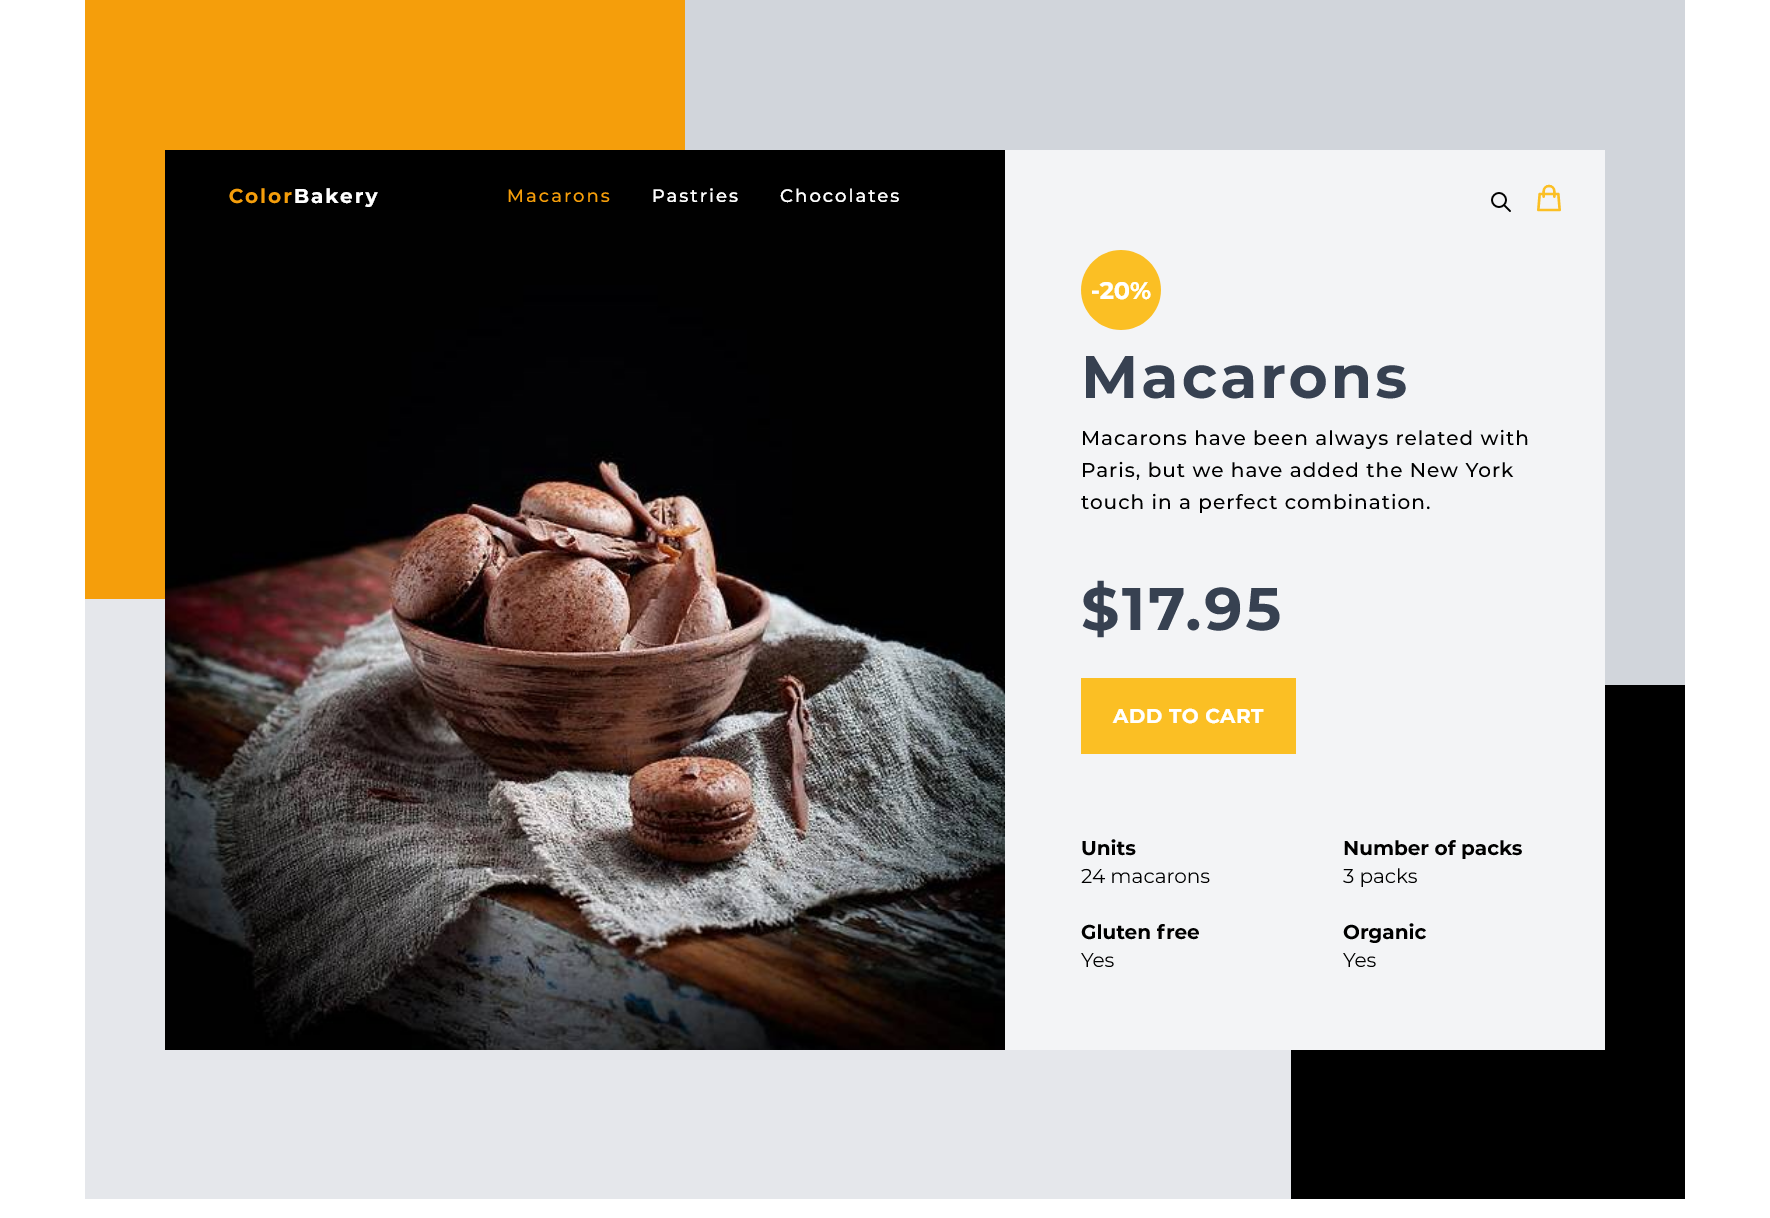 ColorBakery
Macarons
Pastries
Chocolates
-20%
Macarons
Macarons have been always related with
Paris, but we have added the New York
touch in a perfect combination.
$17.95
ADD TO CART
Units
24 macarons
Number of packs
3 packs
Gluten free
Yes
Organic
Yes